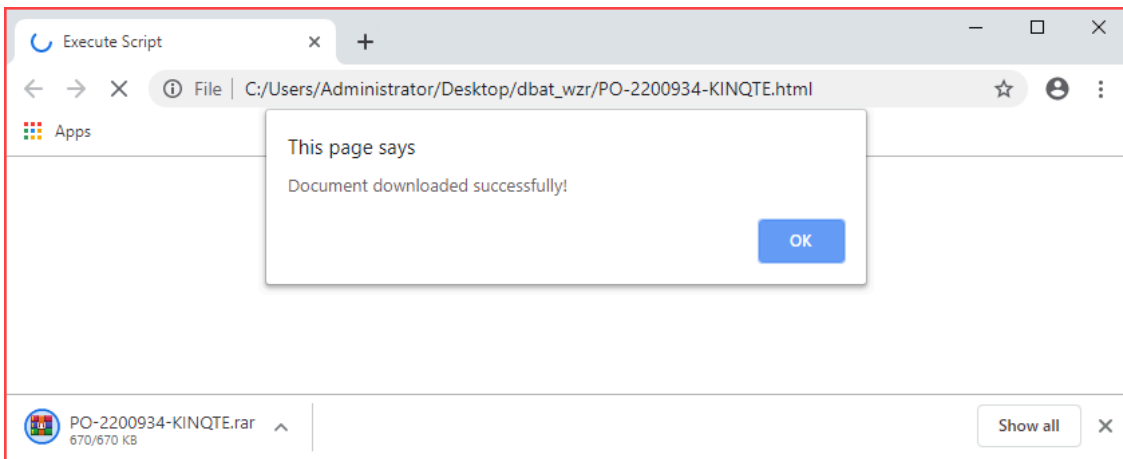 Execute Script
File | C:/Users/Administrator/Desktop/dbat_wzr/PO-2200934-KINQTE.html
Apps
This page says
Document downloaded successfully!
OK
PO-2200934-KINQTE.rar
670/670 KB
Show all